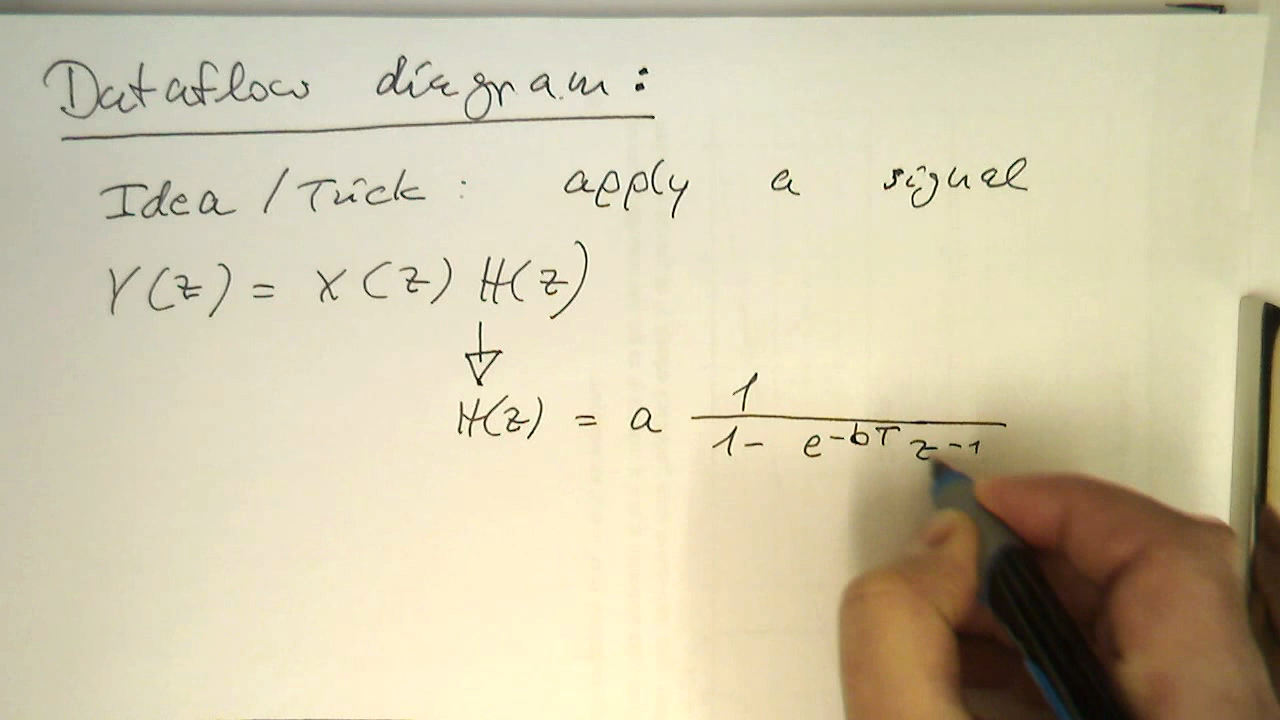 Dataflow diagram:
Idea / Trick : apply a signal
Y(z) = X(z) H(z)
H(z) = a 1 / (1 - e^-bT z^-1)